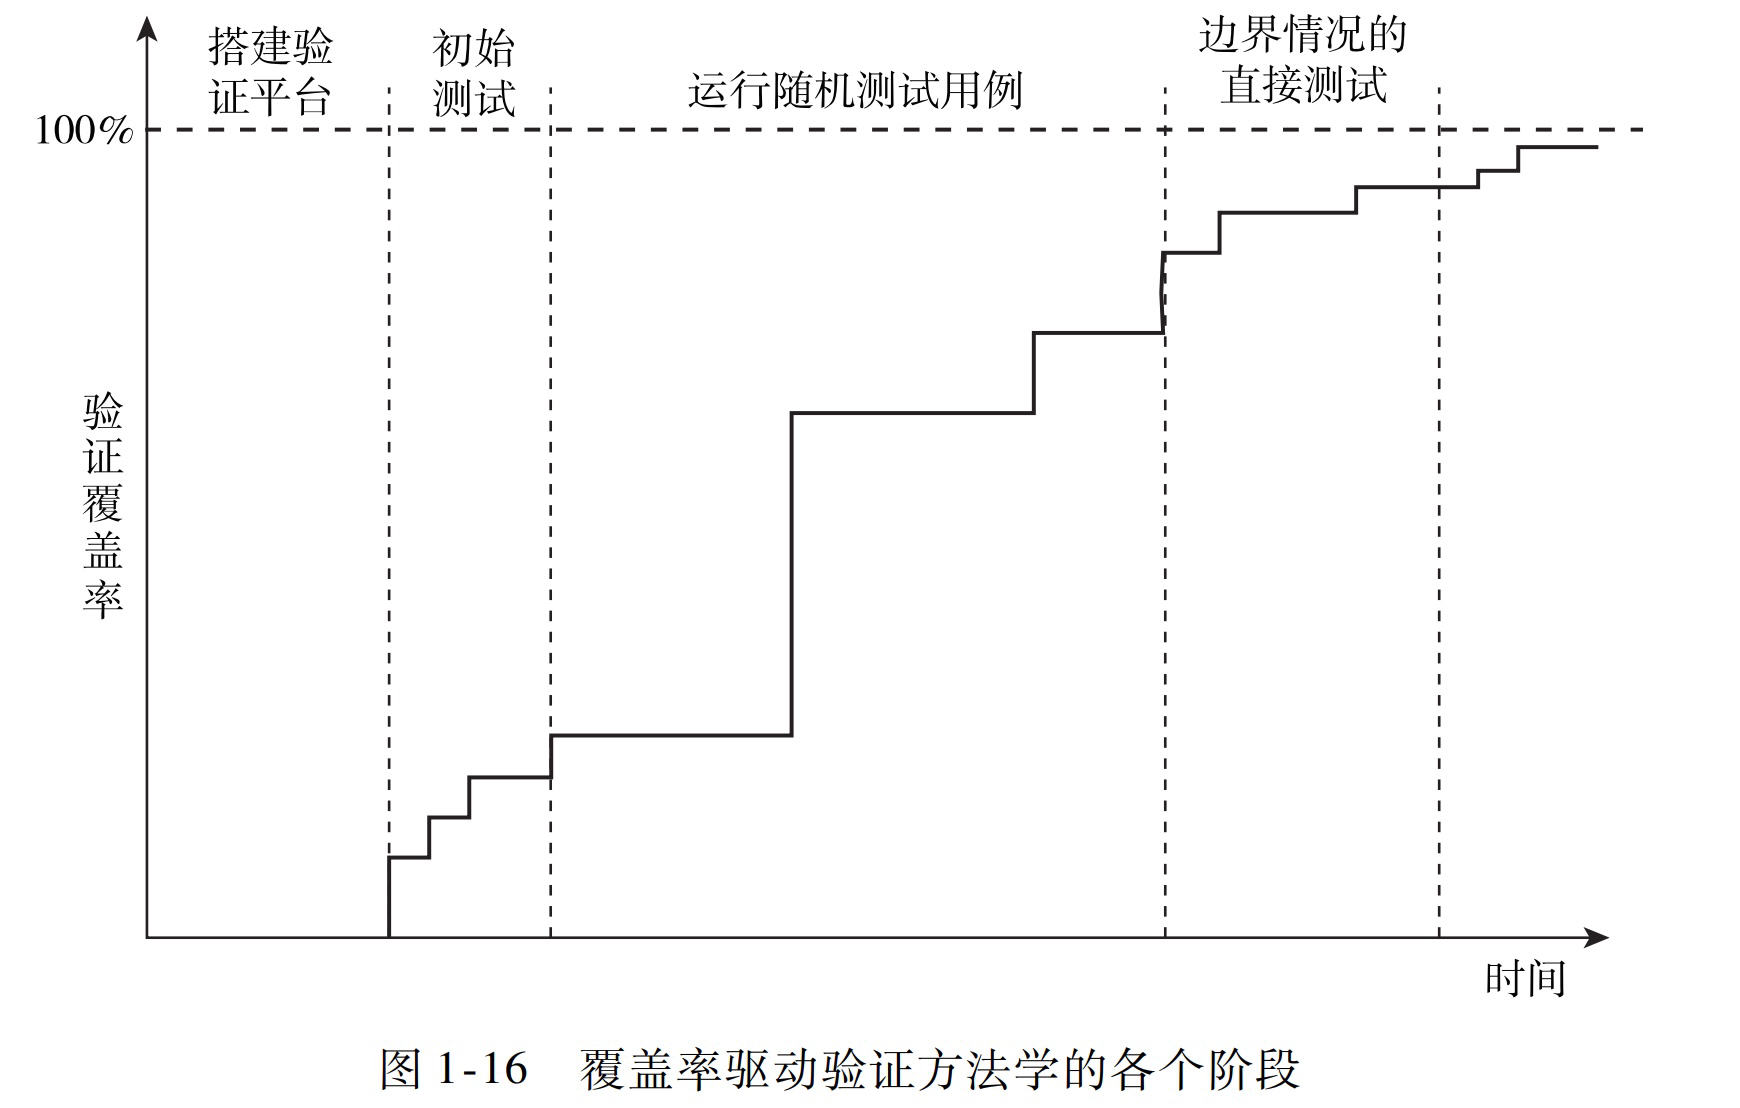 搭建验
证平台
初始
测试
运行随机测试用例
边界情况的
直接测试
100%
验证覆盖率
时间
图 1-16 覆盖率驱动验证方法学的各个阶段